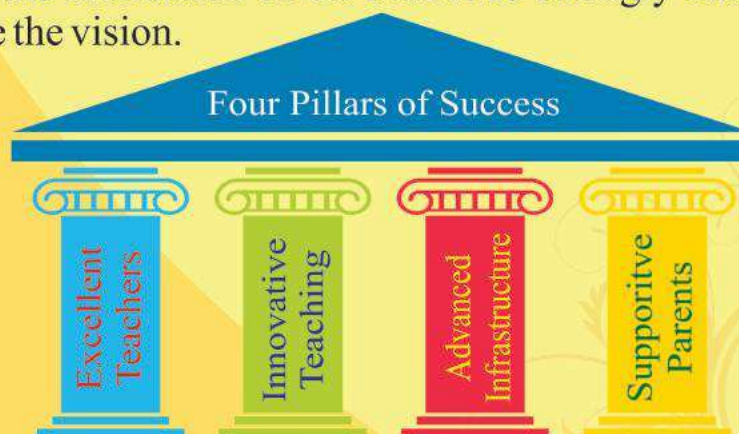 e the vision.
Four Pillars of Success
Excellent
Teachers
Innovative
Teaching
Advanced
Infrastructure
Supporitve
Parents